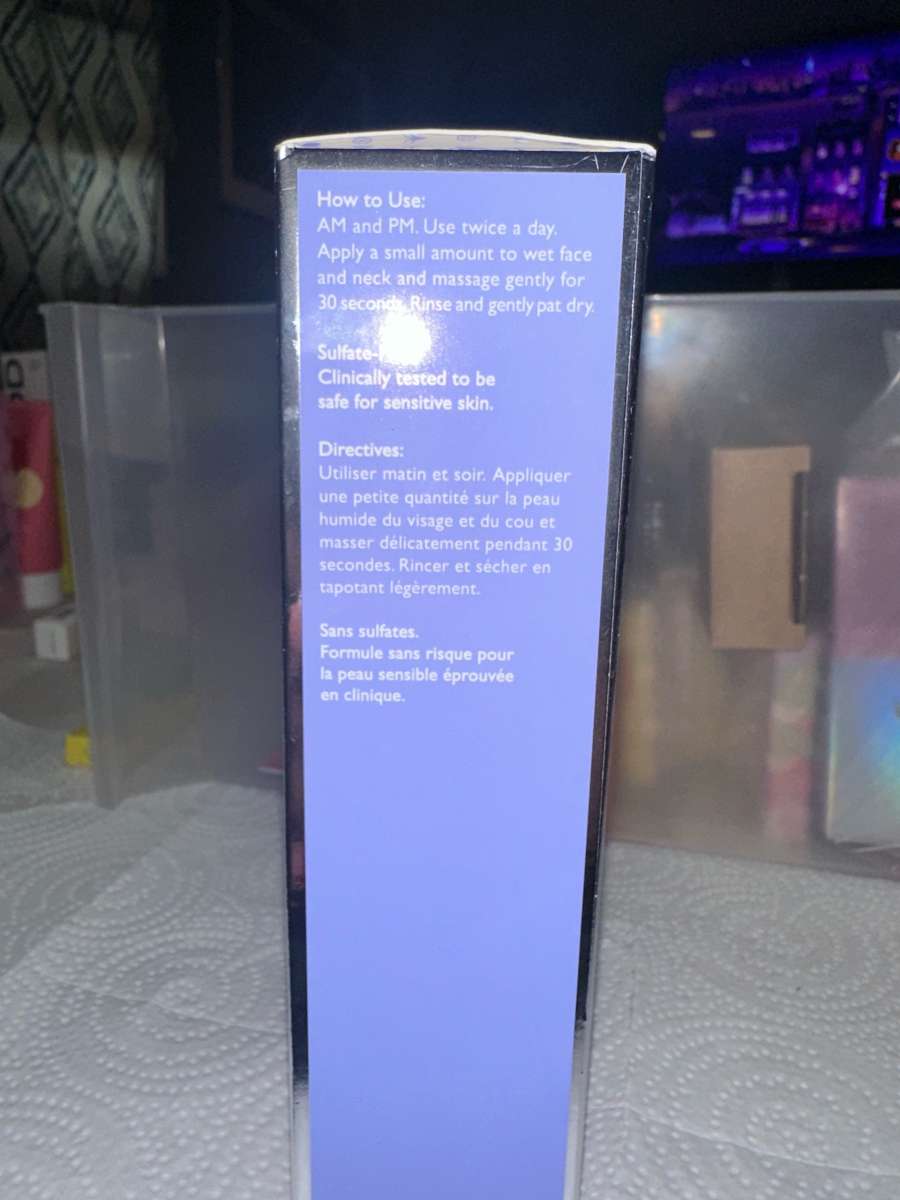 How to Use:
AM and PM. Use twice a day.
Apply a small amount to wet face
and neck and massage gently for
30 seconds. Rinse and gently pat dry.
Sulfate-
Clinically tested to be
safe for sensitive skin.
Directives:
Utiliser matin et soir. Appliquer
une petite quantité sur la peau
humide du visage et du cou et
masser délicatement pendant 30
secondes. Rincer et sécher en
tapotant légèrement.
Sans sulfates.
Formule sans risque pour
la peau sensible éprouvée
en clinique.